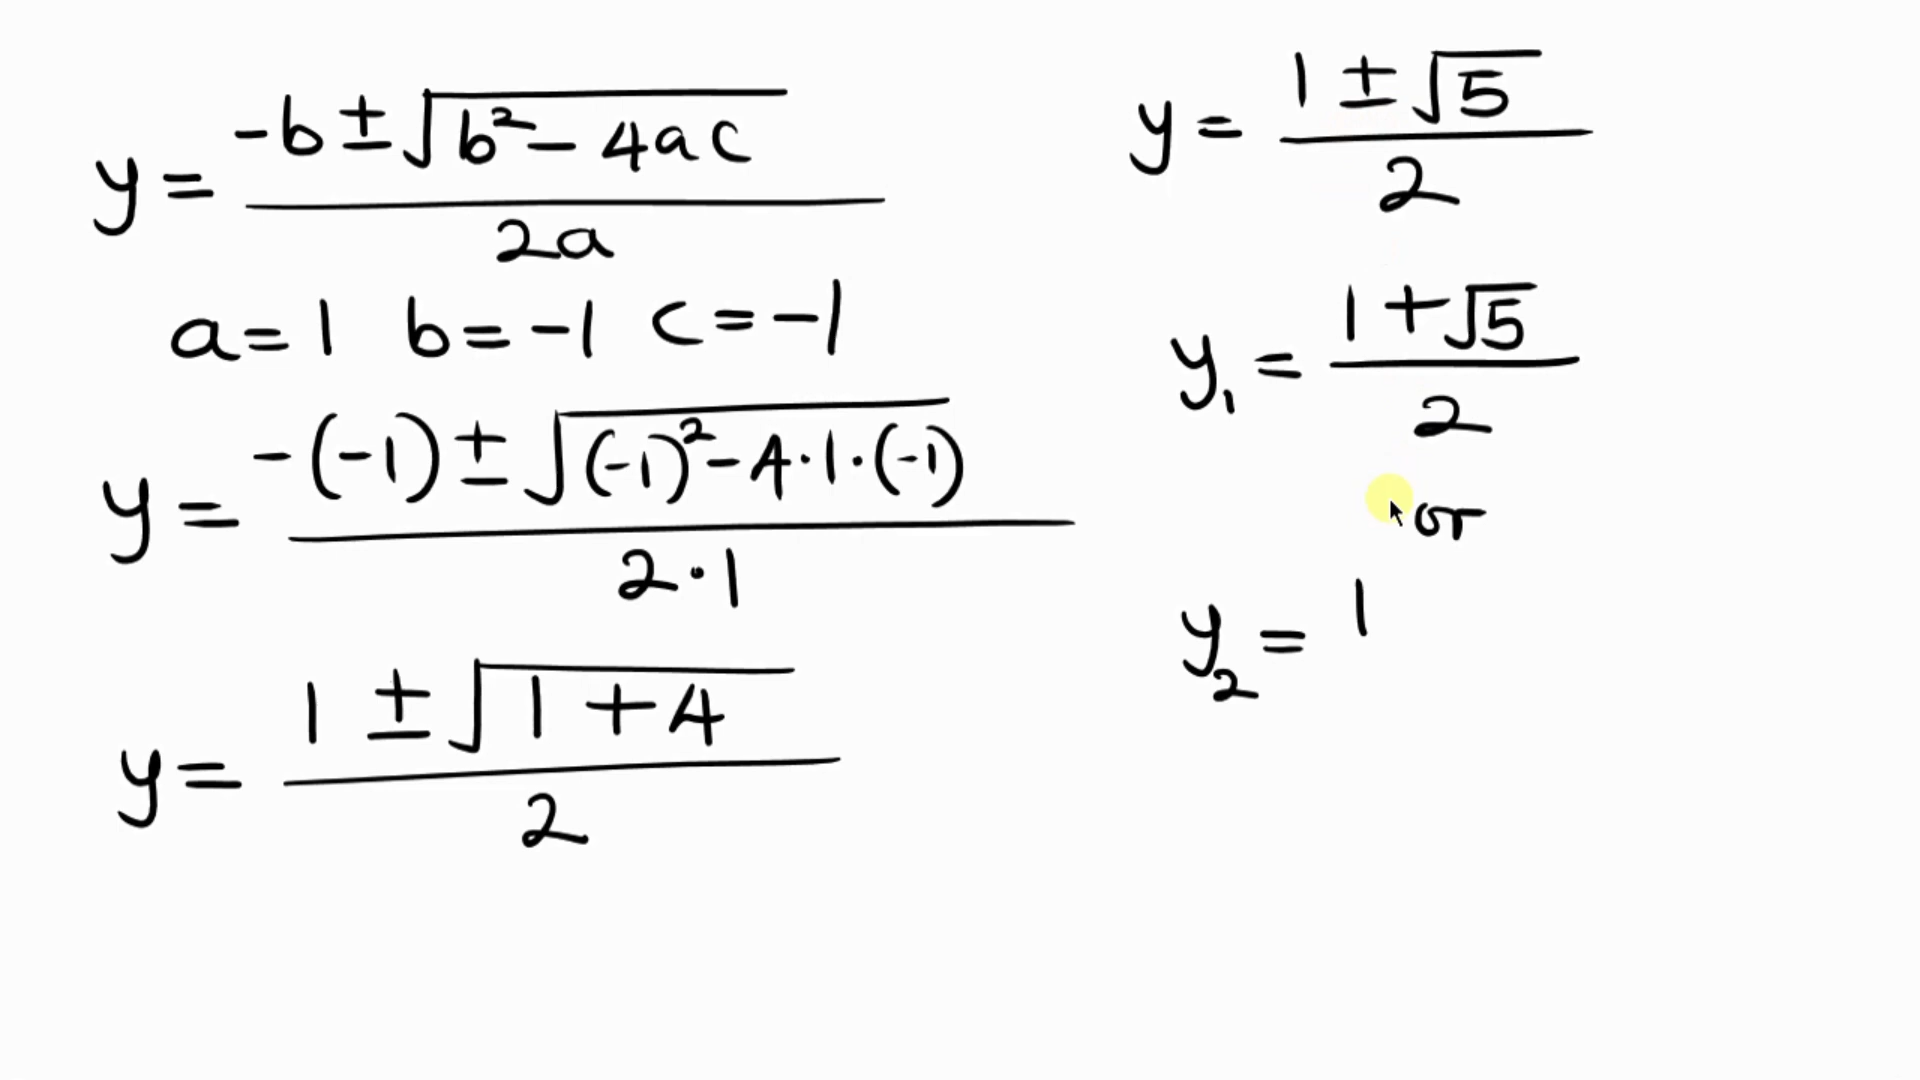 y = (-b ± √(b² - 4ac)) / 2a
a = 1 b = -1 c = -1
y = (-(-1) ± √((-1)² - 4·1·(-1))) / 2·1
y = (1 ± √(1 + 4)) / 2
y = (1 ± √5) / 2
y₁ = (1 + √5) / 2
or
y₂ = 1